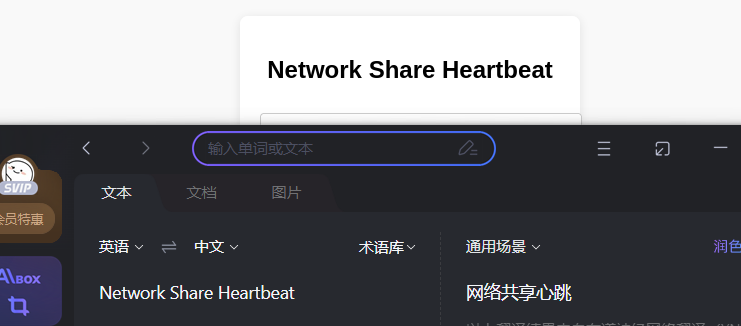 Network Share Heartbeat
输入单词或文本
SVIP
会员特惠
文本
文档
图片
英语
中文
术语库
通用场景
润色
AI BOX
Network Share Heartbeat
网络共享心跳